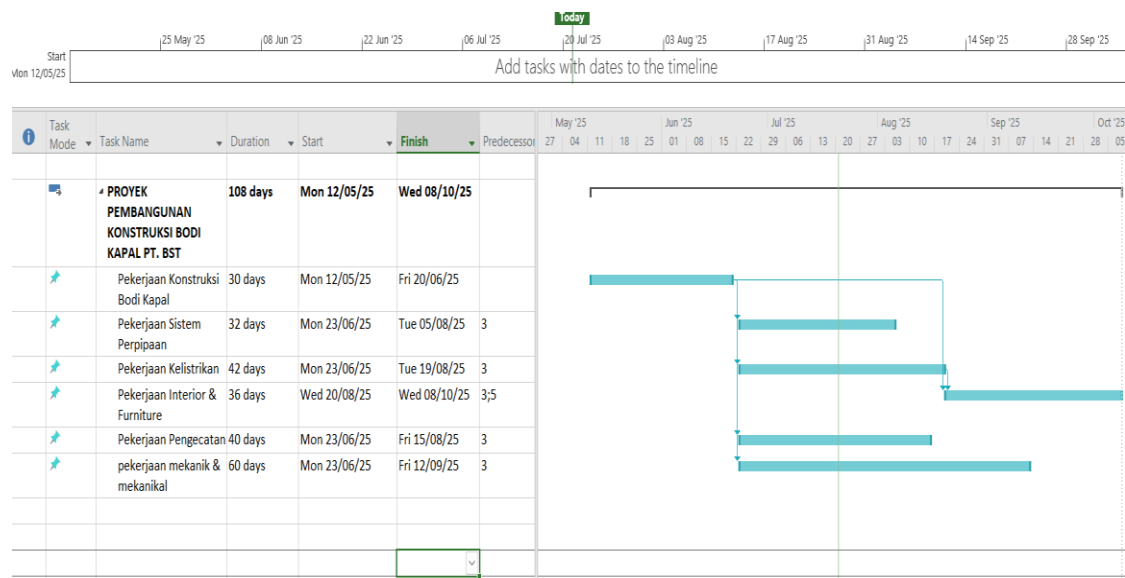 Today
25 May '25 08 Jun '25 22 Jun '25 06 Jul '25 20 Jul '25 03 Aug '25 17 Aug '25 31 Aug '25 14 Sep '25 28 Sep '25
Start
Mon 12/05/25
Add tasks with dates to the timeline
Task Mode Task Name Duration Start Finish Predecessor
May '25 Jun '25 Jul '25 Aug '25 Sep '25 Oct '25
27 04 11 18 25 01 08 15 22 29 06 13 20 27 03 10 17 24 31 07 14 21 28 05
PROYEK 108 days Mon 12/05/25 Wed 08/10/25
PEMBANGUNAN
KONSTRUKSI BODI
KAPAL PT. BST
Pekerjaan Konstruksi 30 days Mon 12/05/25 Fri 20/06/25
Bodi Kapal
Pekerjaan Sistem 32 days Mon 23/06/25 Tue 05/08/25 3
Perpipaan
Pekerjaan Kelistrikan 42 days Mon 23/06/25 Tue 19/08/25 3
Pekerjaan Interior & 36 days Wed 20/08/25 Wed 08/10/25 3;5
Furniture
Pekerjaan Pengecatan 40 days Mon 23/06/25 Fri 15/08/25 3
pekerjaan mekanik & 60 days Mon 23/06/25 Fri 12/09/25 3
mekanikal